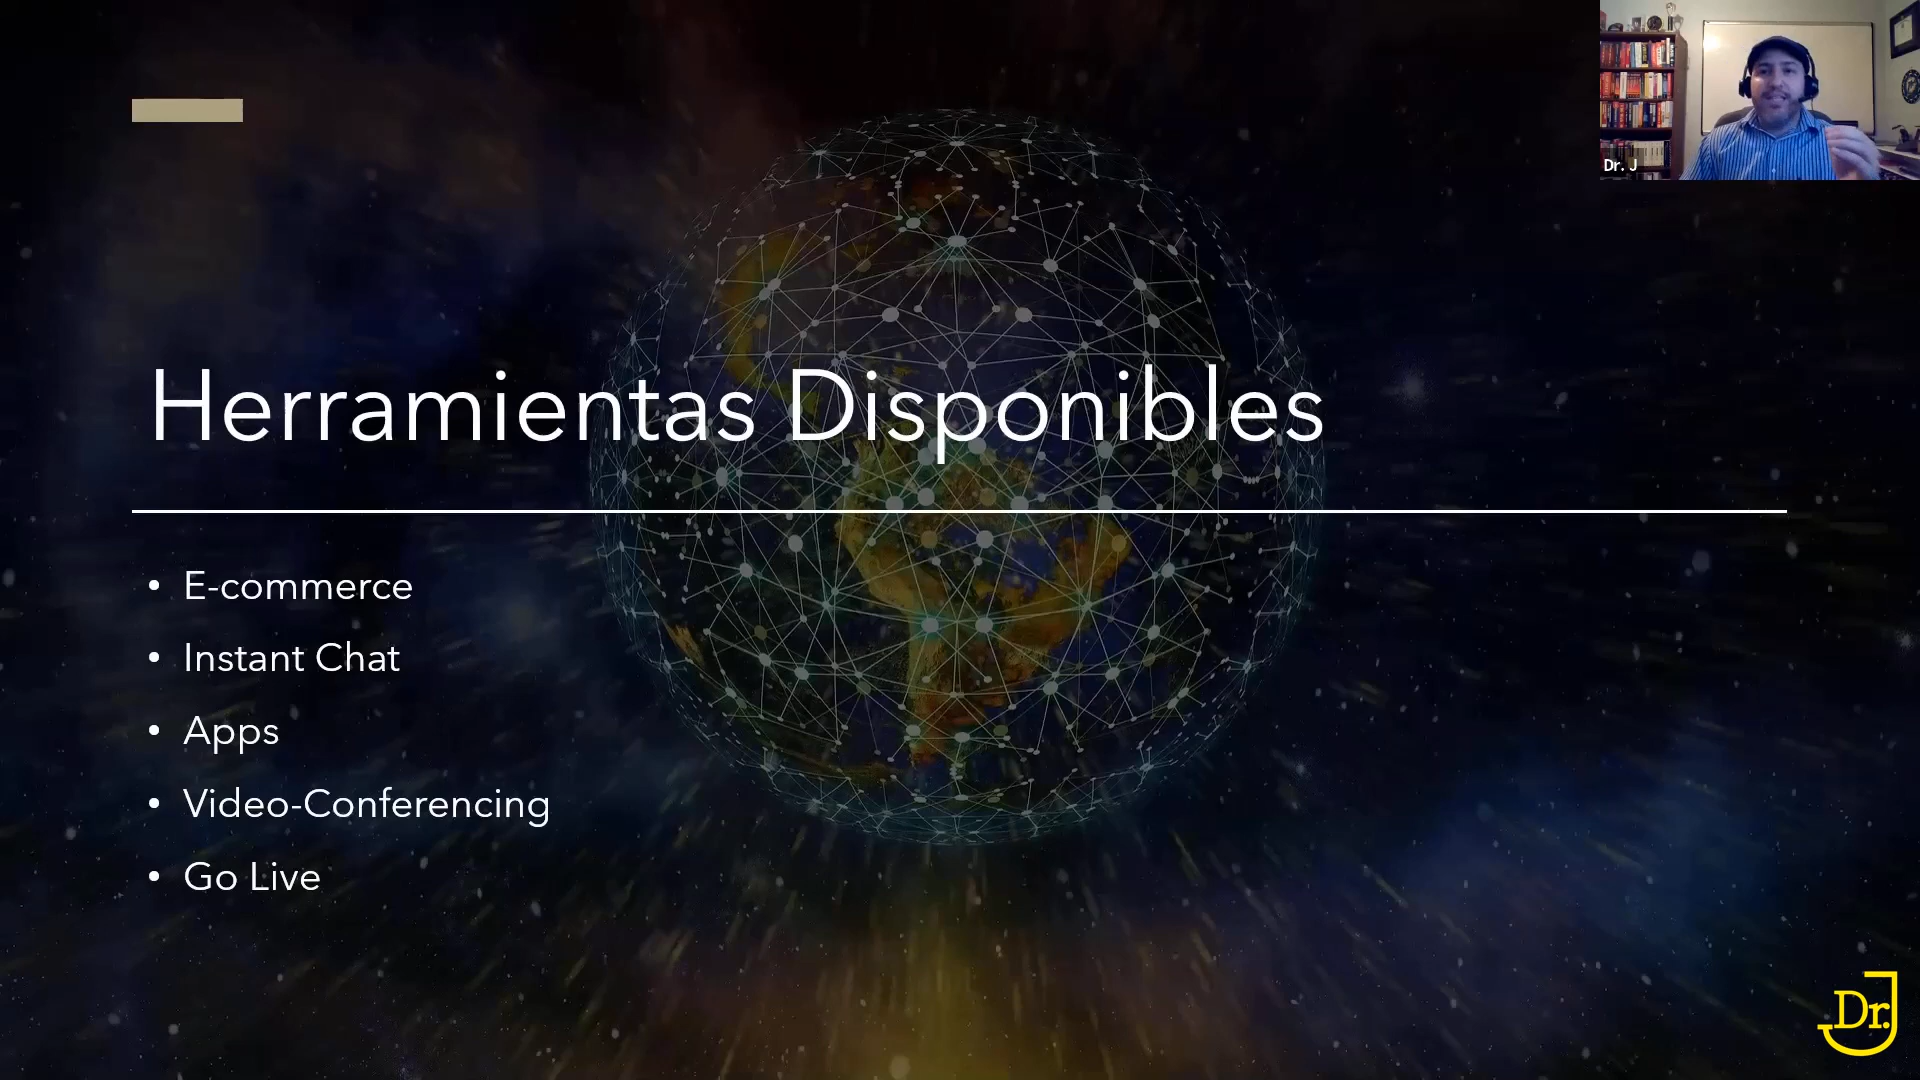 Dr. J
Herramientas Disponibles
• E-commerce
• Instant Chat
• Apps
• Video-Conferencing
• Go Live
Dr. J